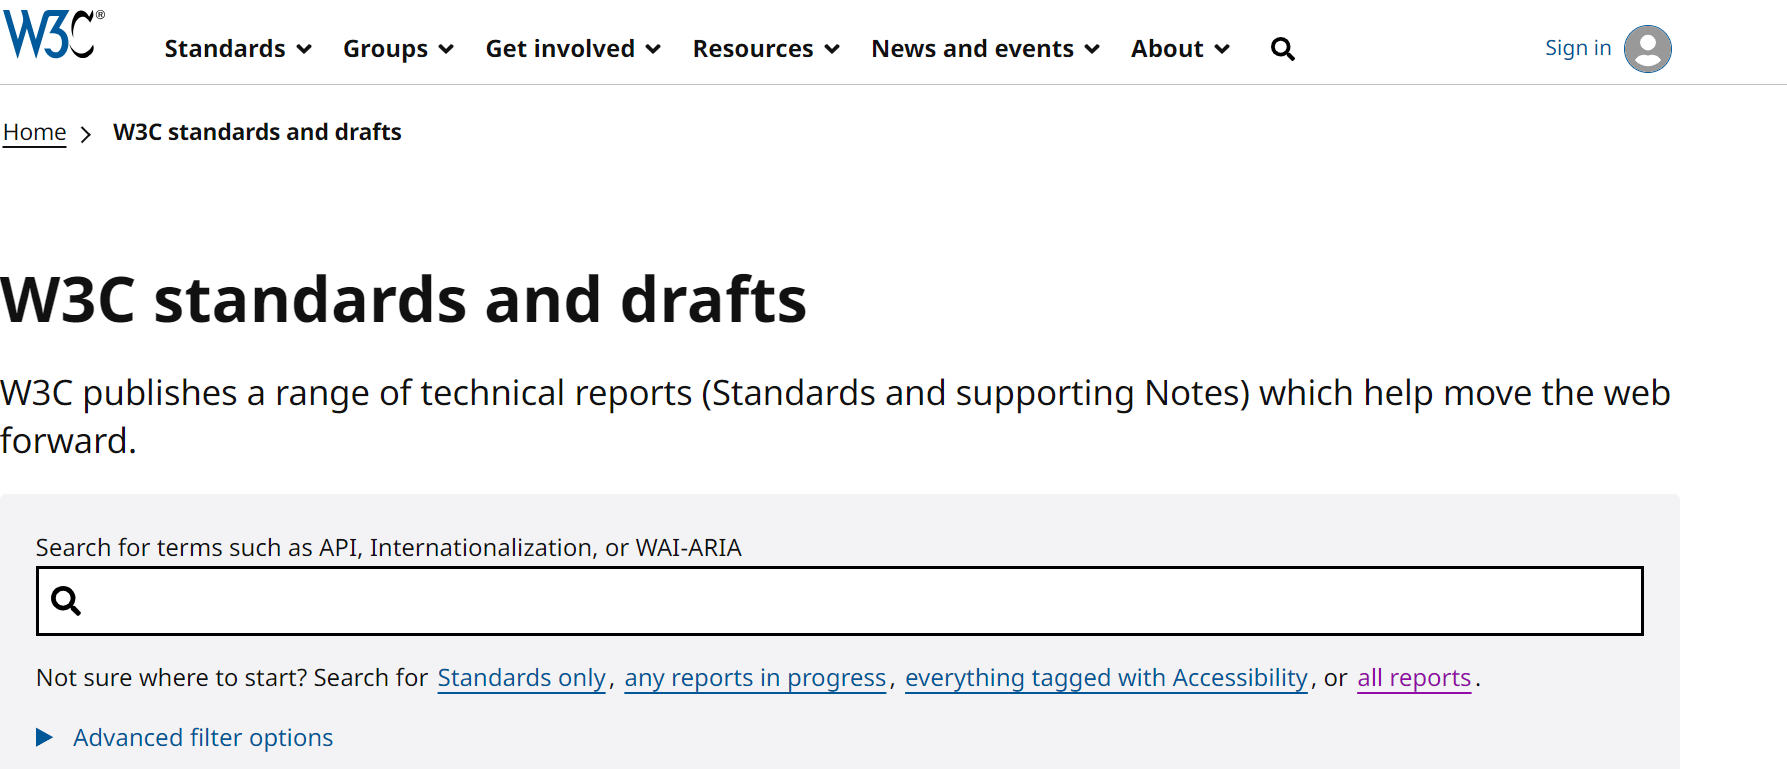 W3C®
Standards Groups Get involved Resources News and events About Sign in
Home W3C standards and drafts
W3C standards and drafts
W3C publishes a range of technical reports (Standards and supporting Notes) which help move the web
forward.
Search for terms such as API, Internationalization, or WAI-ARIA
Not sure where to start? Search for Standards only, any reports in progress, everything tagged with Accessibility, or all reports.
Advanced filter options